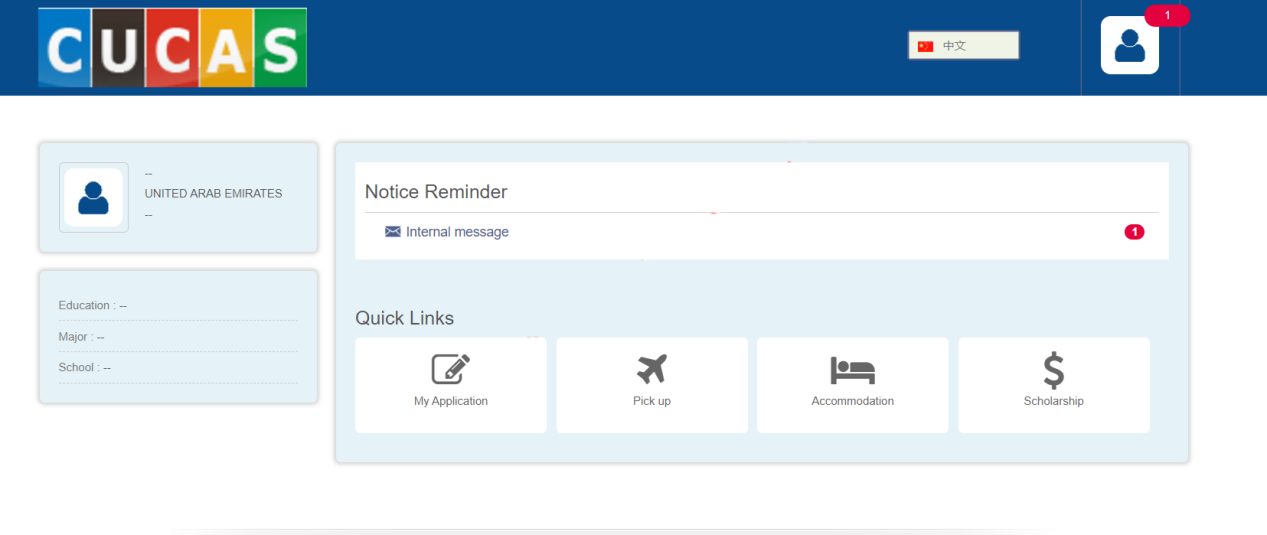 CUCAS
中文
1
--
UNITED ARAB EMIRATES
--
Education : --
Major : --
School : --
Notice Reminder
Internal message
1
Quick Links
My Application
Pick up
Accommodation
Scholarship